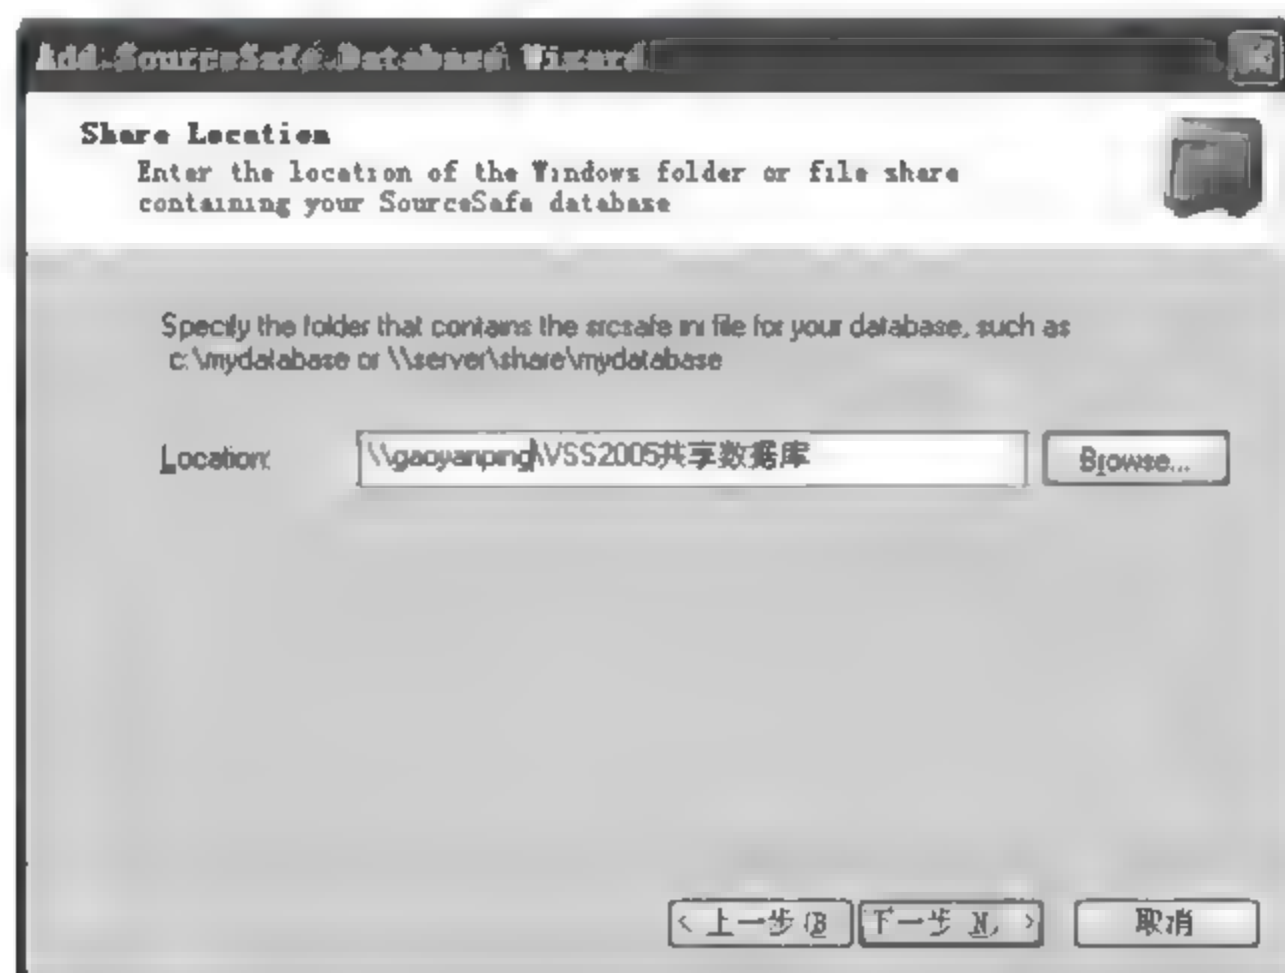 Add SourceSafe Database Wizard
Share Location
Enter the location of the Windows folder or file share
containing your SourceSafe database
Specify the folder that contains the srcsafe ini file for your database, such as
c:\mydatabase or \\server\share\mydatabase
Location: \\gaoyanping\VSS2005共享数据库 Browse...
< 上一步(B 下一步(N) > 取消